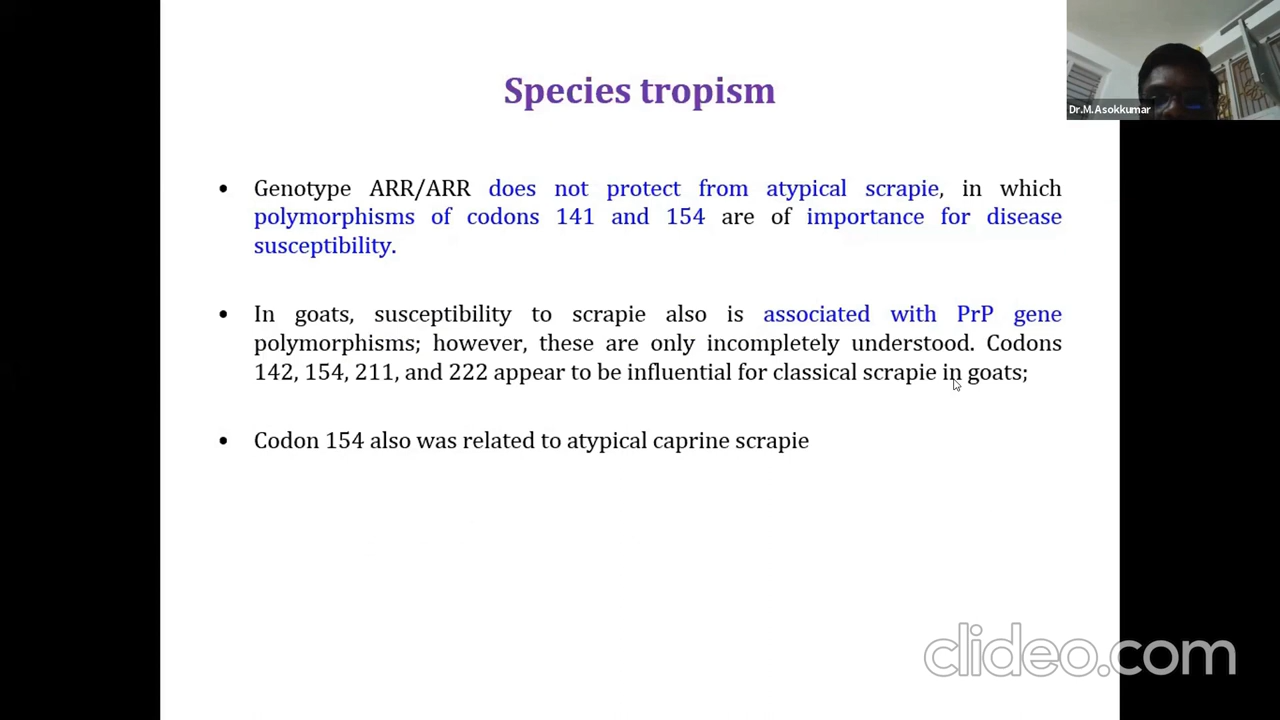 Species tropism
Dr.M.Asokkumar
• Genotype ARR/ARR does not protect from atypical scrapie, in which
polymorphisms of codons 141 and 154 are of importance for disease
susceptibility.
• In goats, susceptibility to scrapie also is associated with PrP gene
polymorphisms; however, these are only incompletely understood. Codons
142, 154, 211, and 222 appear to be influential for classical scrapie in goats;
• Codon 154 also was related to atypical caprine scrapie
clideo.com